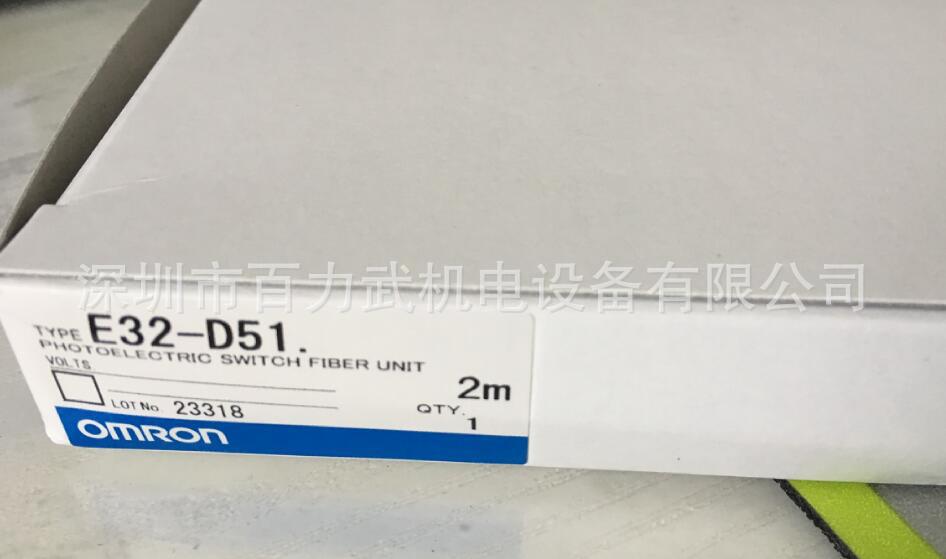 深圳市百力武机电设备有限公司
TYPE E32-D51.
PHOTOELECTRIC SWITCH FIBER UNIT
VOLTS
2m
LOT No. 23318
QTY. 1
OMRON